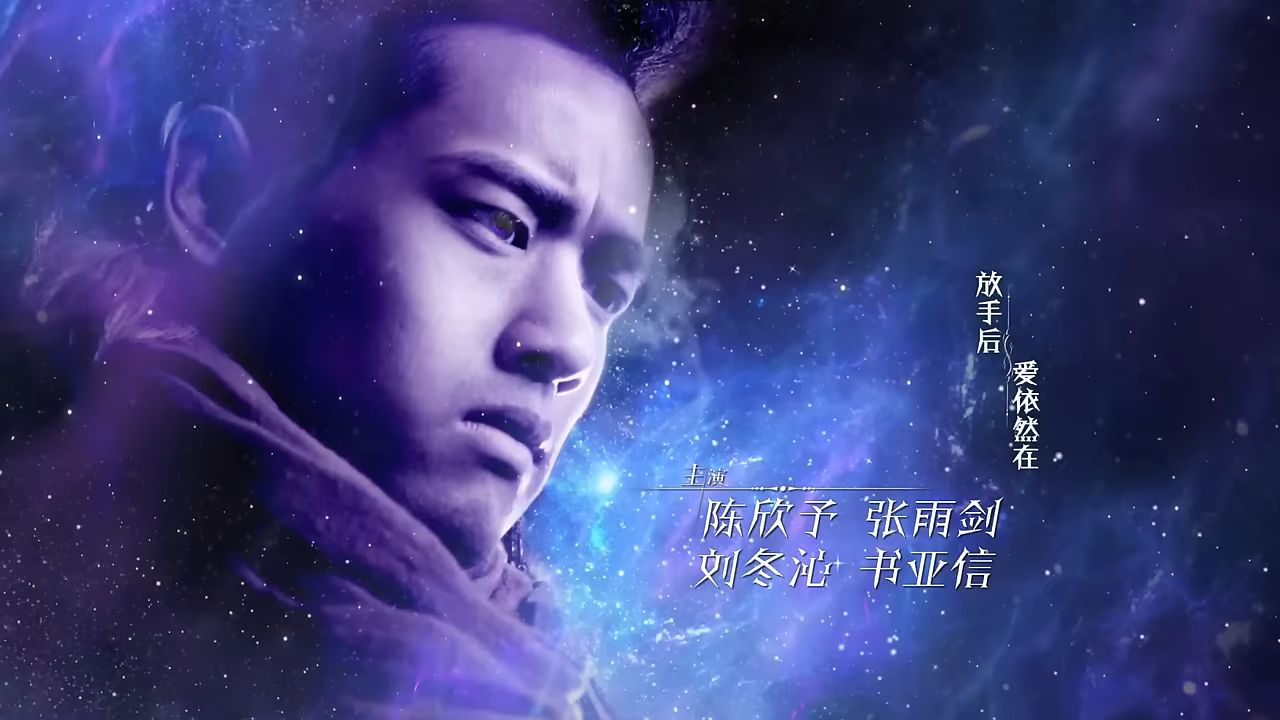 放手后
爱依然在
主演
陈欣予 张雨剑
刘冬沁 书亚信